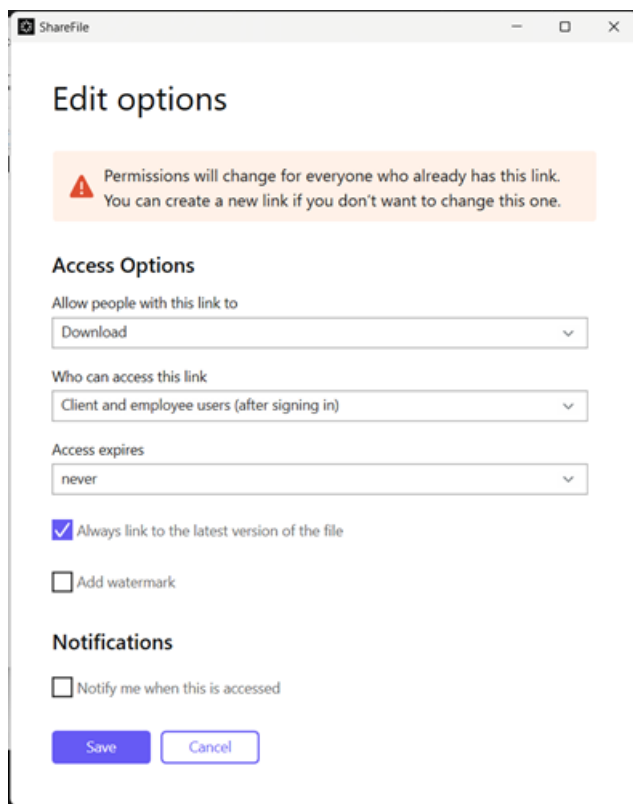 ShareFile
Edit options
Permissions will change for everyone who already has this link.
You can create a new link if you don't want to change this one.
Access Options
Allow people with this link to
Download
Who can access this link
Client and employee users (after signing in)
Access expires
never
Always link to the latest version of the file
Add watermark
Notifications
Notify me when this is accessed
Save
Cancel